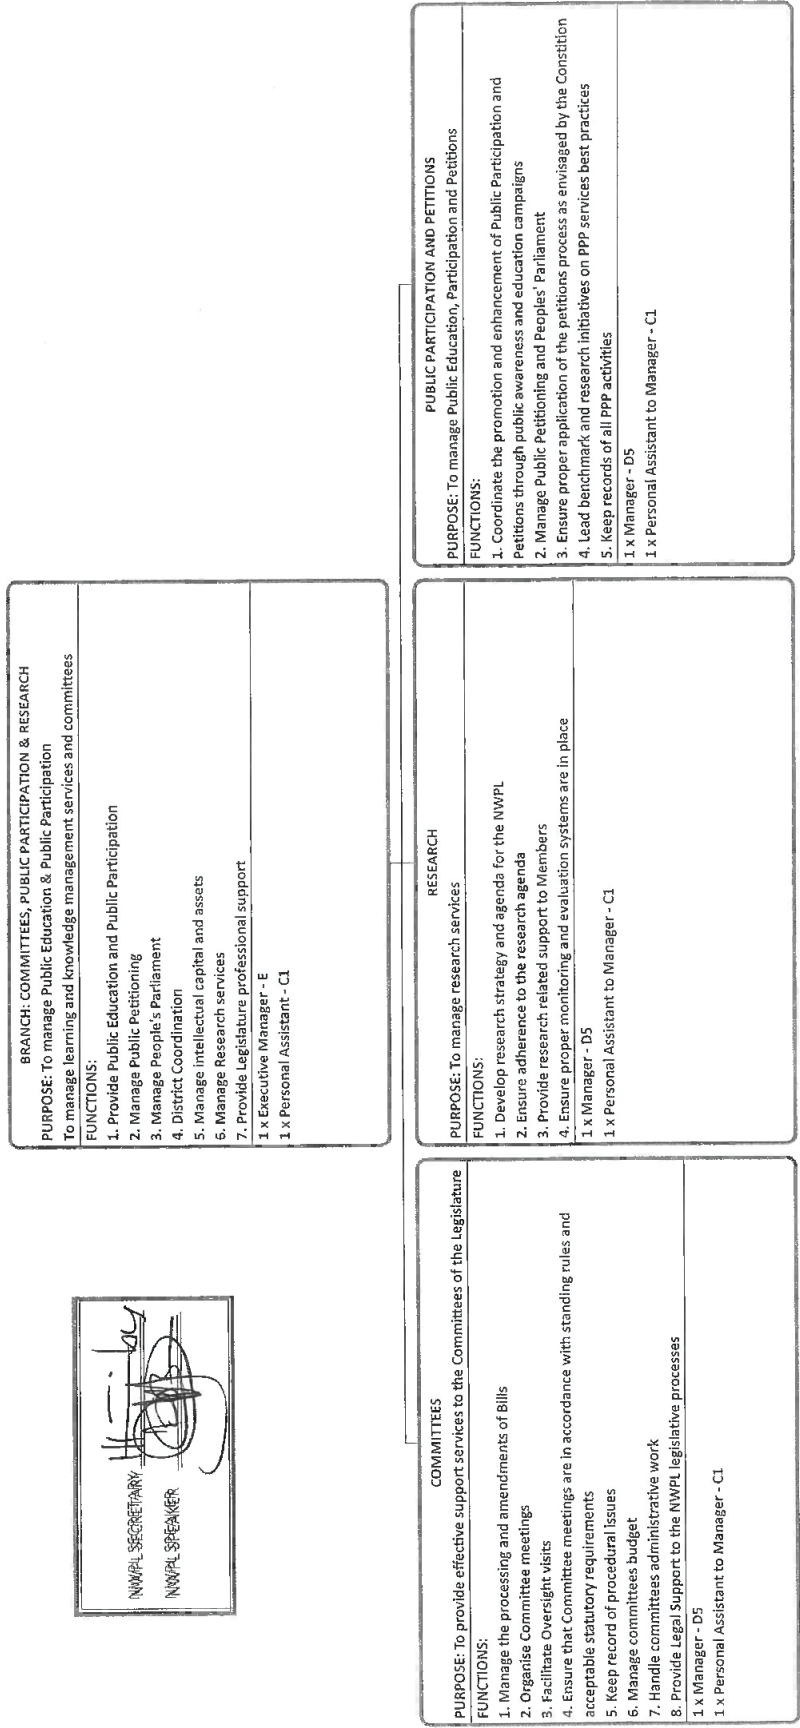 NWPL SECRETARY
NWPL SPEAKER
BRANCH: COMMITTEES, PUBLIC PARTICIPATION & RESEARCH
PURPOSE: To manage Public Education & Public Participation
To manage learning and knowledge management services and committees
FUNCTIONS:
1. Provide Public Education and Public Participation
2. Manage Public Petitioning
3. Manage People's Parliament
4. District Coordination
5. Manage intellectual capital and assets
6. Manage Research services
7. Provide Legislature professional support
1 x Executive Manager - E
1 x Personal Assistant - C1
COMMITTEES
PURPOSE: To provide effective support services to the Committees of the Legislature
FUNCTIONS:
1. Manage the processing and amendments of Bills
2. Organise Committee meetings
3. Facilitate Oversight visits
4. Ensure that Committee meetings are in accordance with standing rules and
acceptable statutory requirements
5. Keep record of procedural issues
6. Manage committees budget
7. Handle committees administrative work
8. Provide Legal Support to the NWPL legislative processes
1 x Manager - D5
1 x Personal Assistant to Manager - C1
RESEARCH
PURPOSE: To manage research services
FUNCTIONS:
1. Develop research strategy and agenda for the NWPL
2. Ensure adherence to the research agenda
3. Provide research related support to Members
4. Ensure proper monitoring and evaluation systems are in place
1 x Manager - D5
1 x Personal Assistant to Manager - C1
PUBLIC PARTICIPATION AND PETITIONS
PURPOSE: To manage Public Education, Participation and Petitions
FUNCTIONS:
1. Coordinate the promotion and enhancement of Public Participation and
Petitions through public awareness and education campaigns
2. Manage Public Petitioning and Peoples' Parliament
3. Ensure proper application of the petitions process as envisaged by the Constition
4. Lead benchmark and research initiatives on PPP services best practices
5. Keep records of all PPP activities
1 x Manager - D5
1 x Personal Assistant to Manager - C1